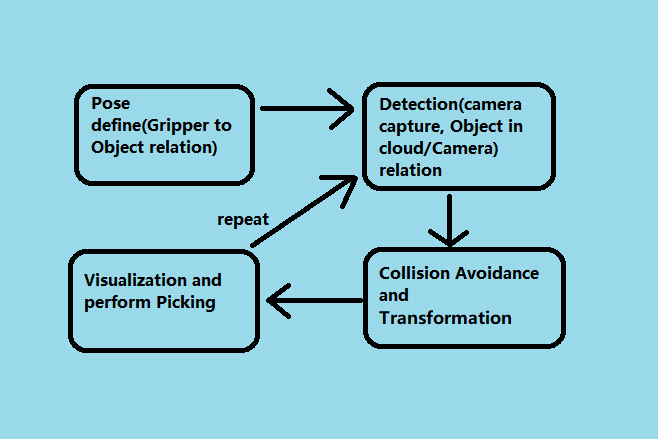 Pose
define(Gripper to
Object relation)
Detection(camera
capture, Object in
cloud/Camera)
relation
repeat
Visualization and
perform Picking
Collision Avoidance
and
Transformation